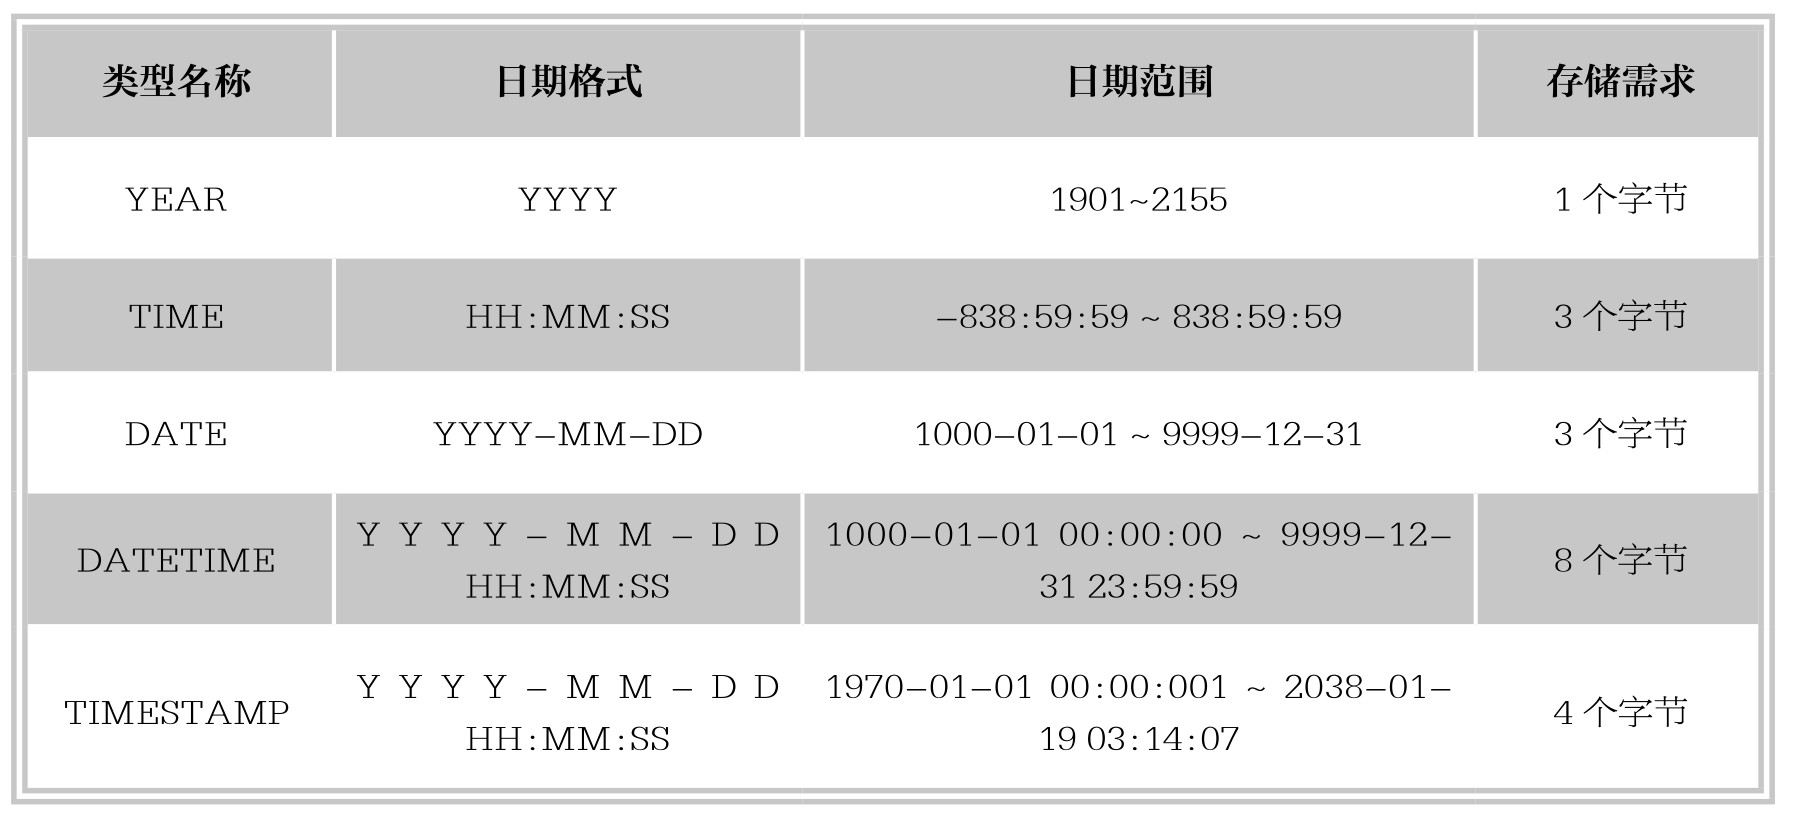 类型名称 日期格式 日期范围 存储需求
YEAR YYYY 1901~2155 1 个字节
TIME HH:MM:SS -838:59:59 ~ 838:59:59 3 个字节
DATE YYYY-MM-DD 1000-01-01 ~ 9999-12-31 3 个字节
DATETIME YYYY-MM-DD 1000-01-01 00:00:00 ~ 9999-12- 8 个字节
HH:MM:SS 31 23:59:59
TIMESTAMP YYYY-MM-DD 1970-01-01 00:00:001 ~ 2038-01- 4 个字节
HH:MM:SS 19 03:14:07